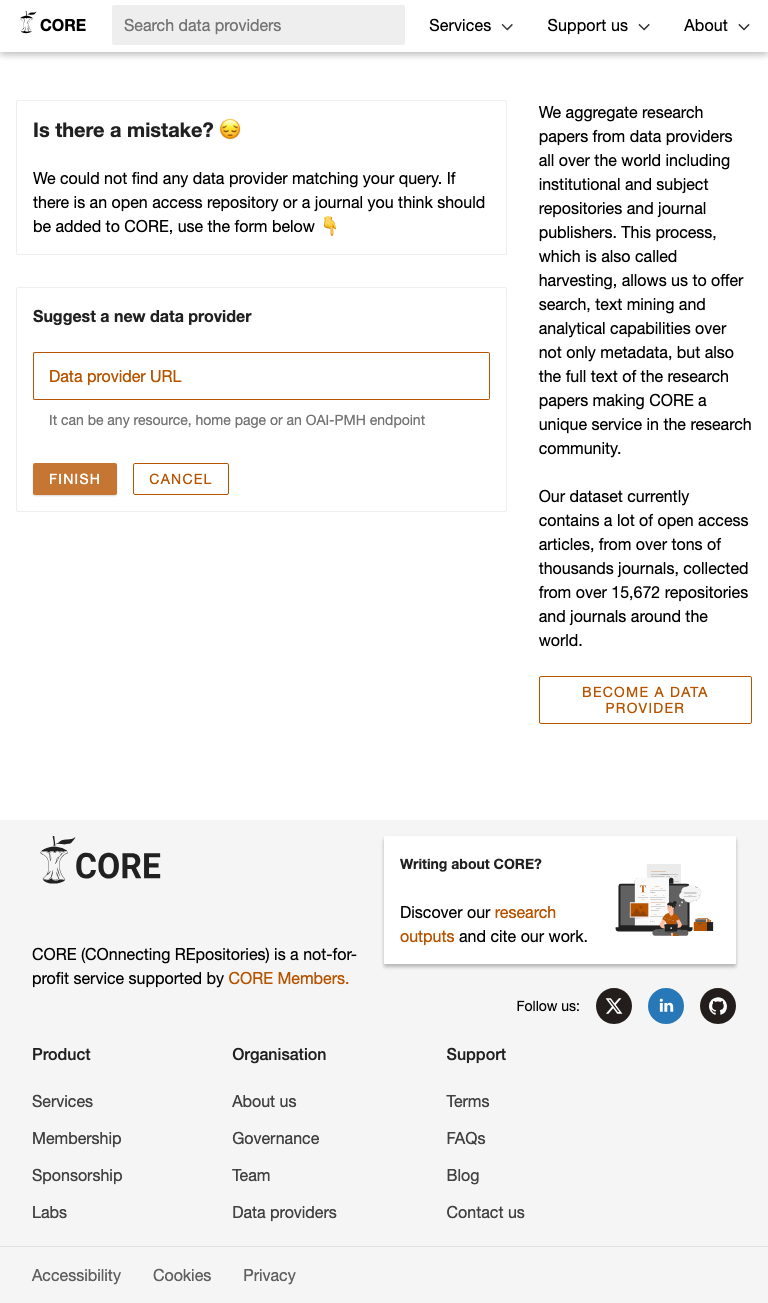 CORE
Search data providers
Services
Support us
About
Is there a mistake? 😔
We could not find any data provider matching your query. If
there is an open access repository or a journal you think should
be added to CORE, use the form below 👇
Suggest a new data provider
Data provider URL
It can be any resource, home page or an OAI-PMH endpoint
FINISH
CANCEL
We aggregate research
papers from data providers
all over the world including
institutional and subject
repositories and journal
publishers. This process,
which is also called
harvesting, allows us to offer
search, text mining and
analytical capabilities over
not only metadata, but also
the full text of the research
papers making CORE a
unique service in the research
community.
Our dataset currently
contains a lot of open access
articles, from over tons of
thousands journals, collected
from over 15,672 repositories
and journals around the
world.
BECOME A DATA
PROVIDER
CORE
CORE (COnnecting REpositories) is a not-for-
profit service supported by CORE Members.
Writing about CORE?
Discover our research
outputs and cite our work.
T
Follow us:
in
Product
Services
Membership
Sponsorship
Labs
Organisation
About us
Governance
Team
Data providers
Support
Terms
FAQs
Blog
Contact us
Accessibility
Cookies
Privacy